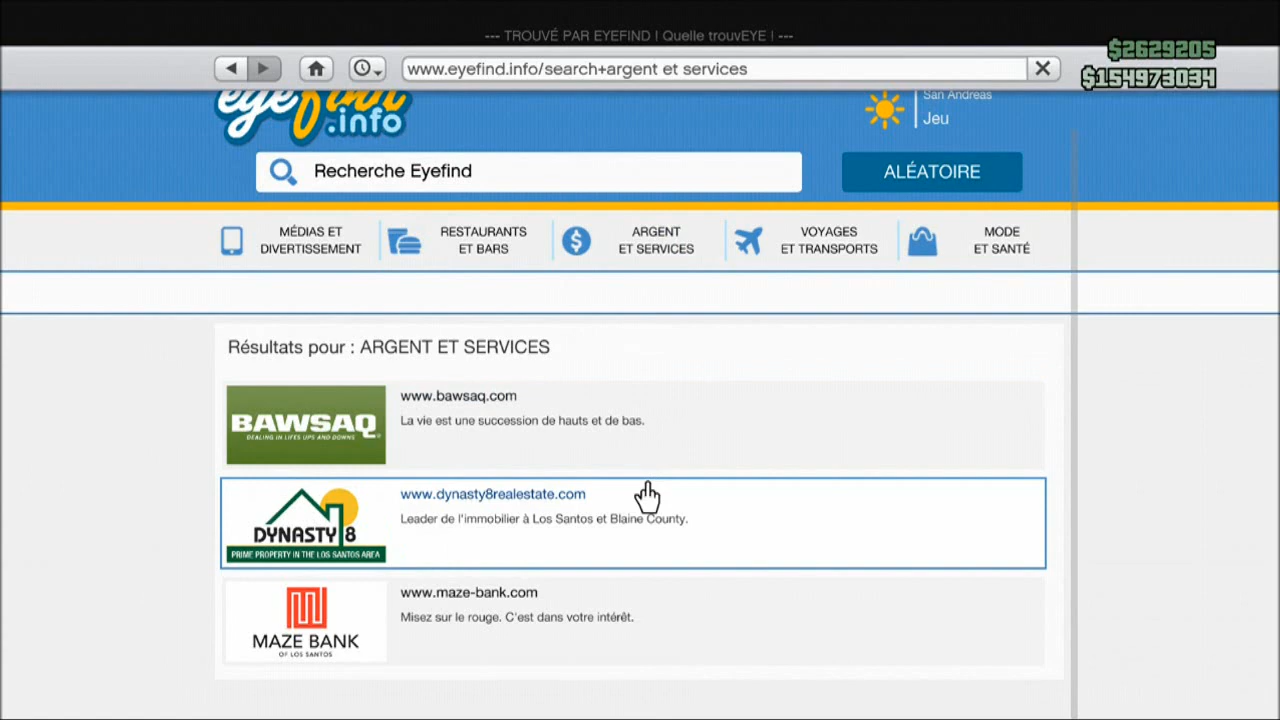 --- TROUVÉ PAR EYEFIND ! Quelle trouvEYE ! ---
$2629205
$154973034
www.eyefind.info/search+argent et services
eyefind
.info
San Andreas
Jeu
Recherche Eyefind
ALÉATOIRE
MÉDIAS ET
DIVERTISSEMENT
RESTAURANTS
ET BARS
ARGENT
ET SERVICES
VOYAGES
ET TRANSPORTS
MODE
ET SANTÉ
Résultats pour : ARGENT ET SERVICES
BAWSAQ
DEALING IN LIFE'S UPS AND DOWNS
www.bawsaq.com
La vie est une succession de hauts et de bas.
DYNASTY 8
PRIME PROPERTY IN THE LOS SANTOS AREA
www.dynasty8realestate.com
Leader de l'immobilier à Los Santos et Blaine County.
MAZE BANK
OF LOS SANTOS
www.maze-bank.com
Misez sur le rouge. C'est dans votre intérêt.